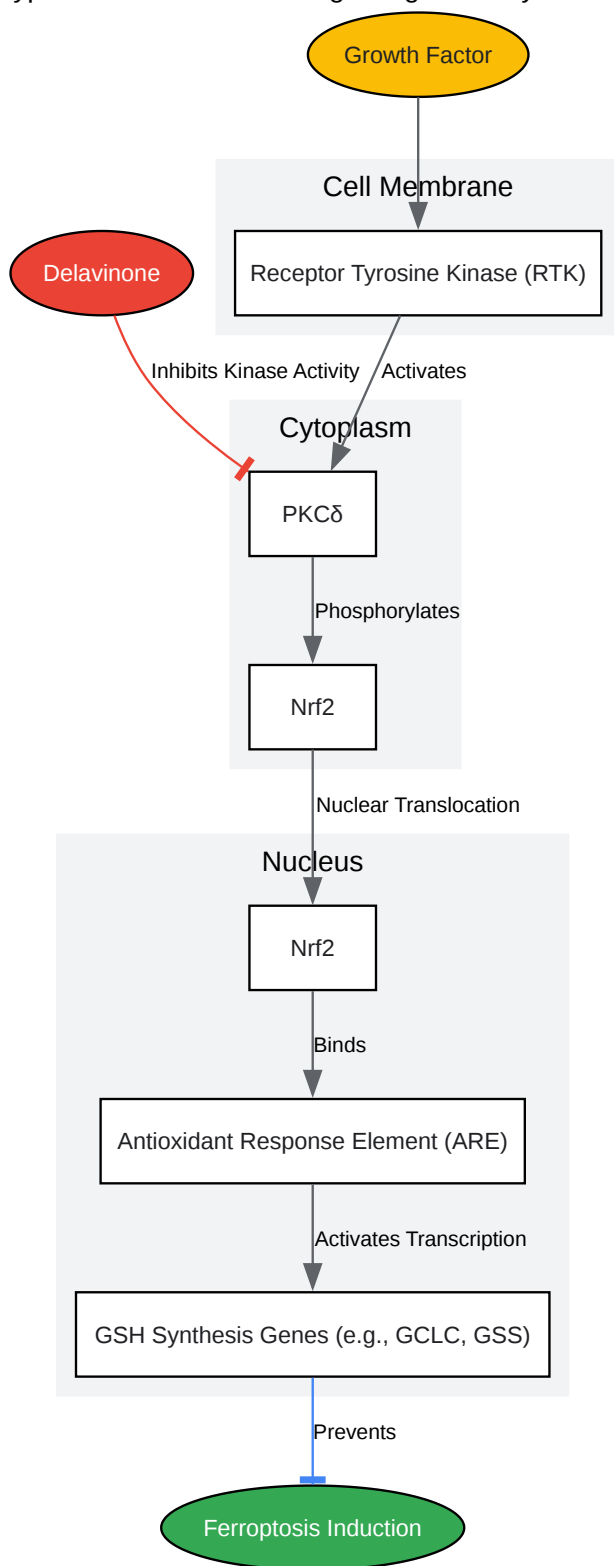 Growth Factor
Cell Membrane
Delavinone
Receptor Tyrosine Kinase (RTK)
Inhibits Kinase Activity
Activates
Cytoplasm
PKCδ
Phosphorylates
Nrf2
Nuclear Translocation
Nucleus
Nrf2
Binds
Antioxidant Response Element (ARE)
Activates Transcription
GSH Synthesis Genes (e.g., GCLC, GSS)
Prevents
Ferroptosis Induction